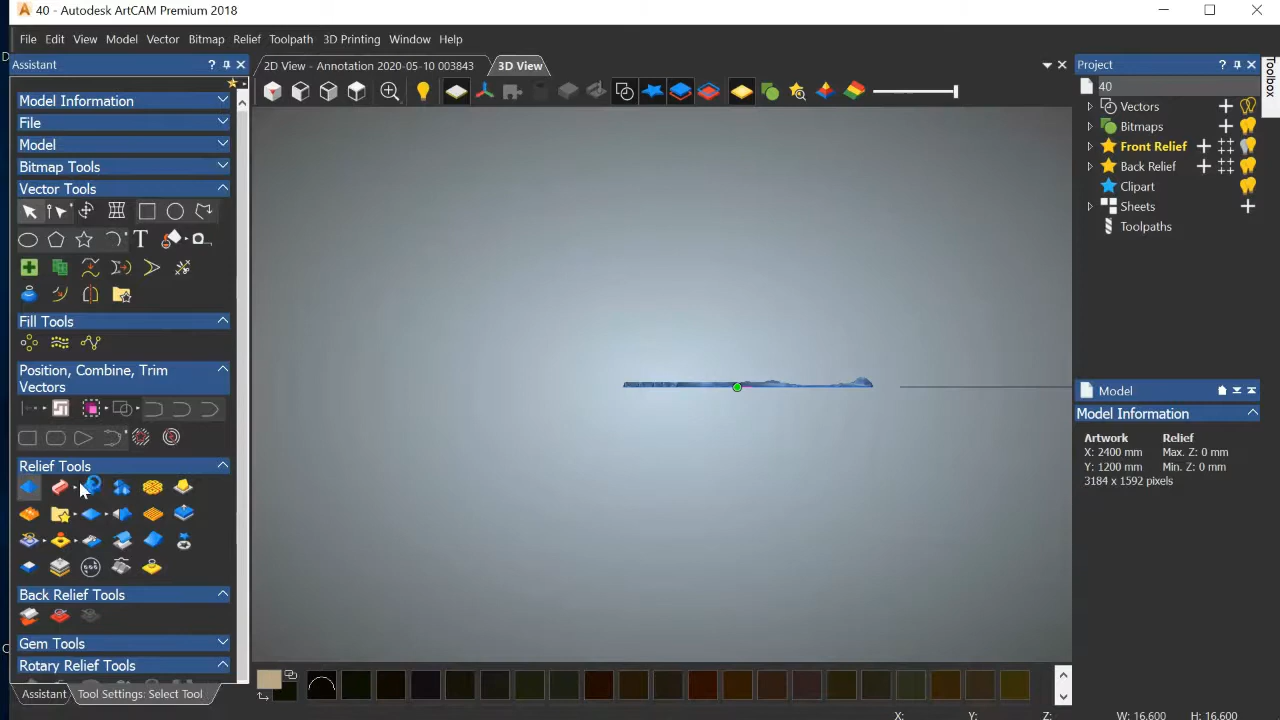 40 - Autodesk ArtCAM Premium 2018
File Edit View Model Vector Bitmap Relief Toolpath 3D Printing Window Help
Assistant
Model Information
File
Model
Bitmap Tools
Vector Tools
Fill Tools
Position, Combine, Trim
Vectors
Relief Tools
Back Relief Tools
Gem Tools
Rotary Relief Tools
Assistant Tool Settings: Select Tool
2D View - Annotation 2020-05-10 003843 3D View
Project
40
Vectors
Bitmaps
Front Relief
Back Relief
Clipart
Sheets
Toolpaths
Toolbox
Model
Model Information
Artwork Relief
X: 2400 mm Max. Z: 0 mm
Y: 1200 mm Min. Z: 0 mm
3184 x 1592 pixels
X: Y: Z: W: 16.600 H: 16.600